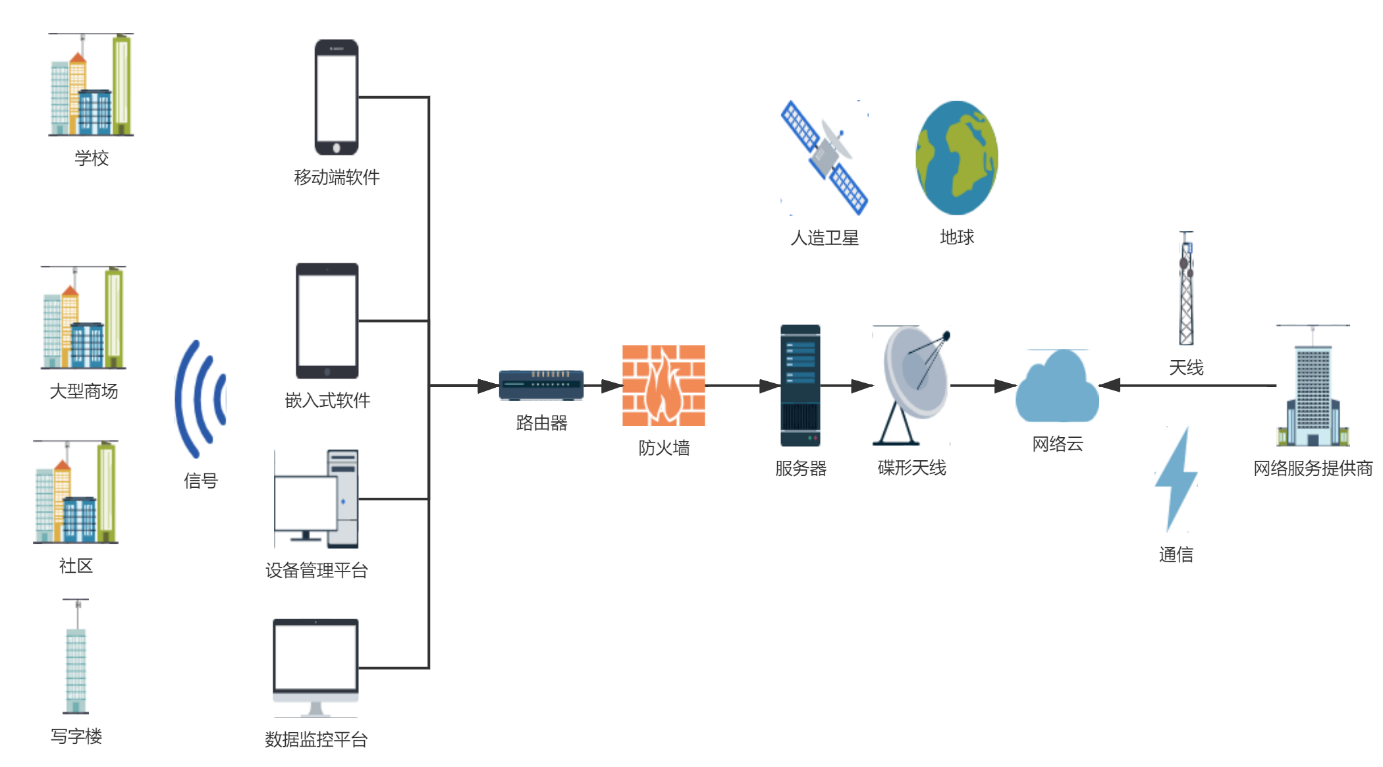 学校
移动端软件
人造卫星
地球
大型商场
嵌入式软件
信号
路由器
防火墙
服务器
碟形天线
网络云
天线
网络服务提供商
社区
设备管理平台
通信
写字楼
数据监控平台